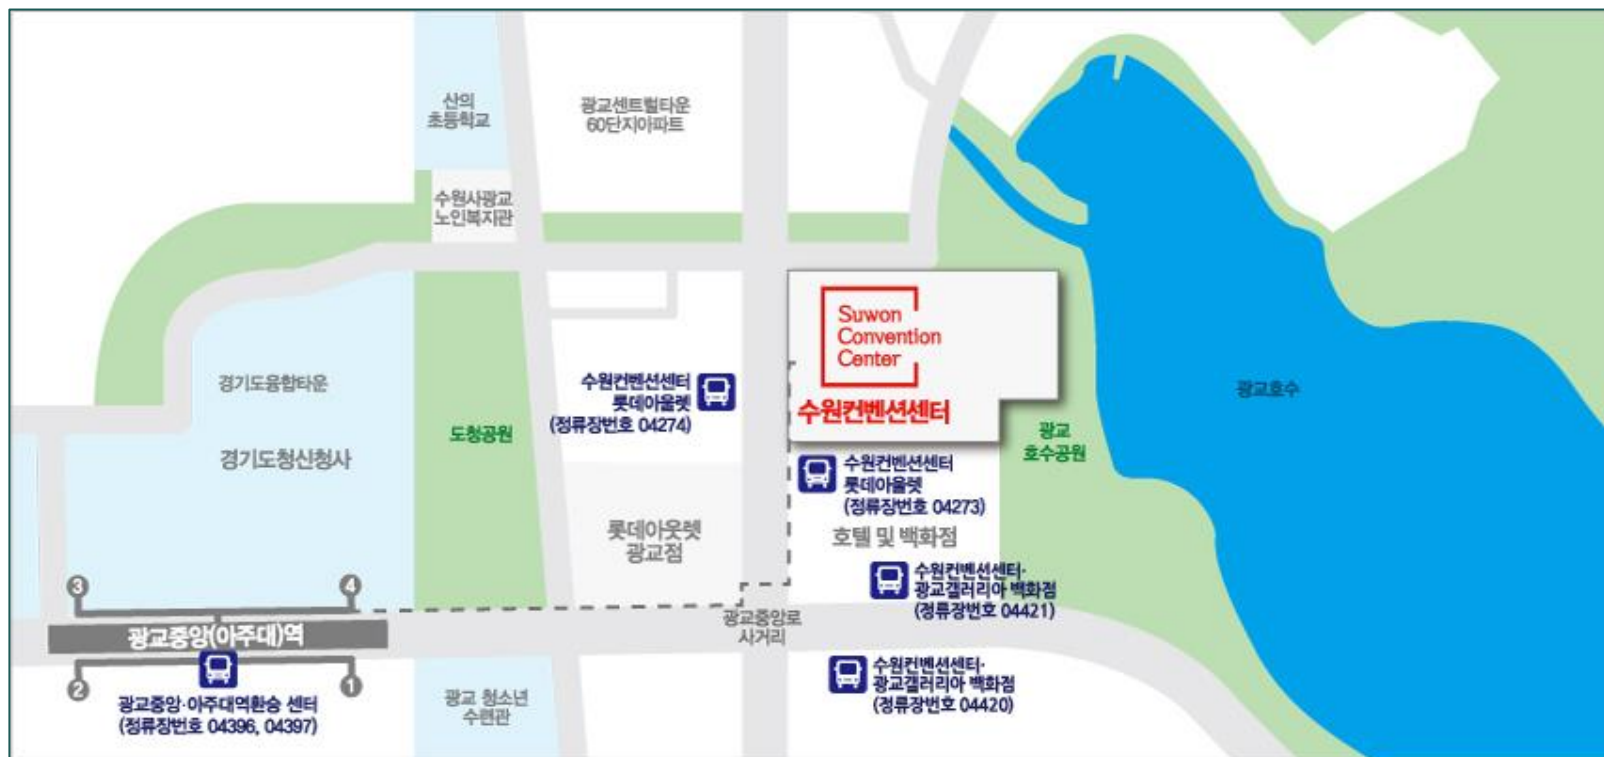 산의
초등학교
광교센트럴타운
60단지아파트
수원사광교
노인복지관
Suwon
Convention
Center
수원컨벤션센터
경기도융합타운
경기도청신청사
도청공원
수원컨벤션센터
롯데아울렛
(정류장번호 04274)
광교호수
광교
호수공원
수원컨벤션센터
롯데아울렛
(정류장번호 04273)
롯데아웃렛
광교점
호텔 및 백화점
수원컨벤션센터·
광교갤러리아 백화점
(정류장번호 04421)
3
4
광교중앙(아주대)역
2
1
광교중앙로
사거리
수원컨벤션센터·
광교갤러리아 백화점
(정류장번호 04420)
광교중앙·아주대역환승 센터
(정류장번호 04396, 04397)
광교 청소년
수련관